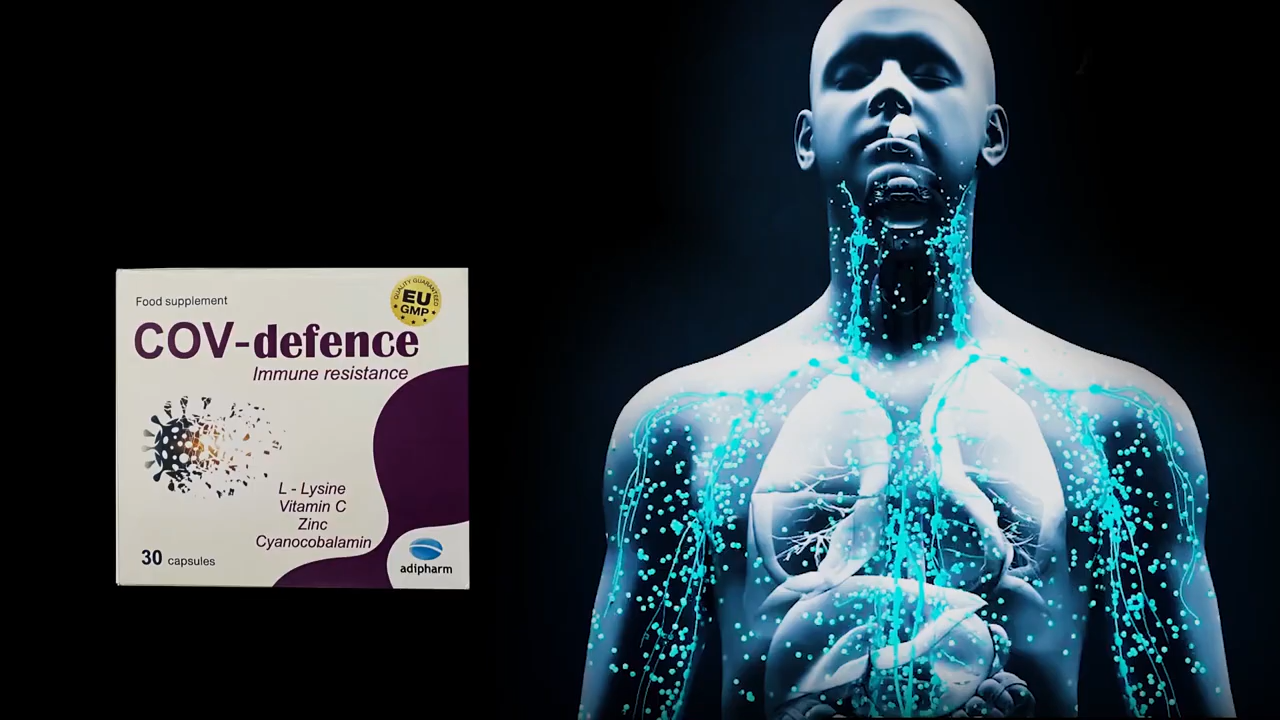 Food supplement
QUALITY GUARANTEED
EU
GMP
COV-defence
Immune resistance
L - Lysine
Vitamin C
Zinc
Cyanocobalamin
30 capsules
adipharm